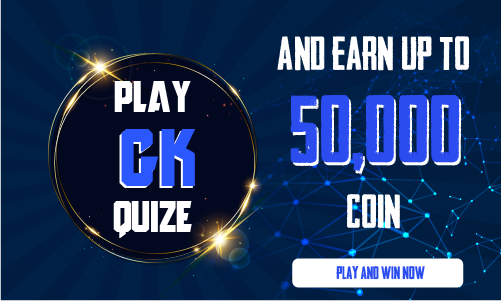 PLAY
GK
QUIZE
AND EARN UP TO
50,000
COIN
PLAY AND WIN NOW